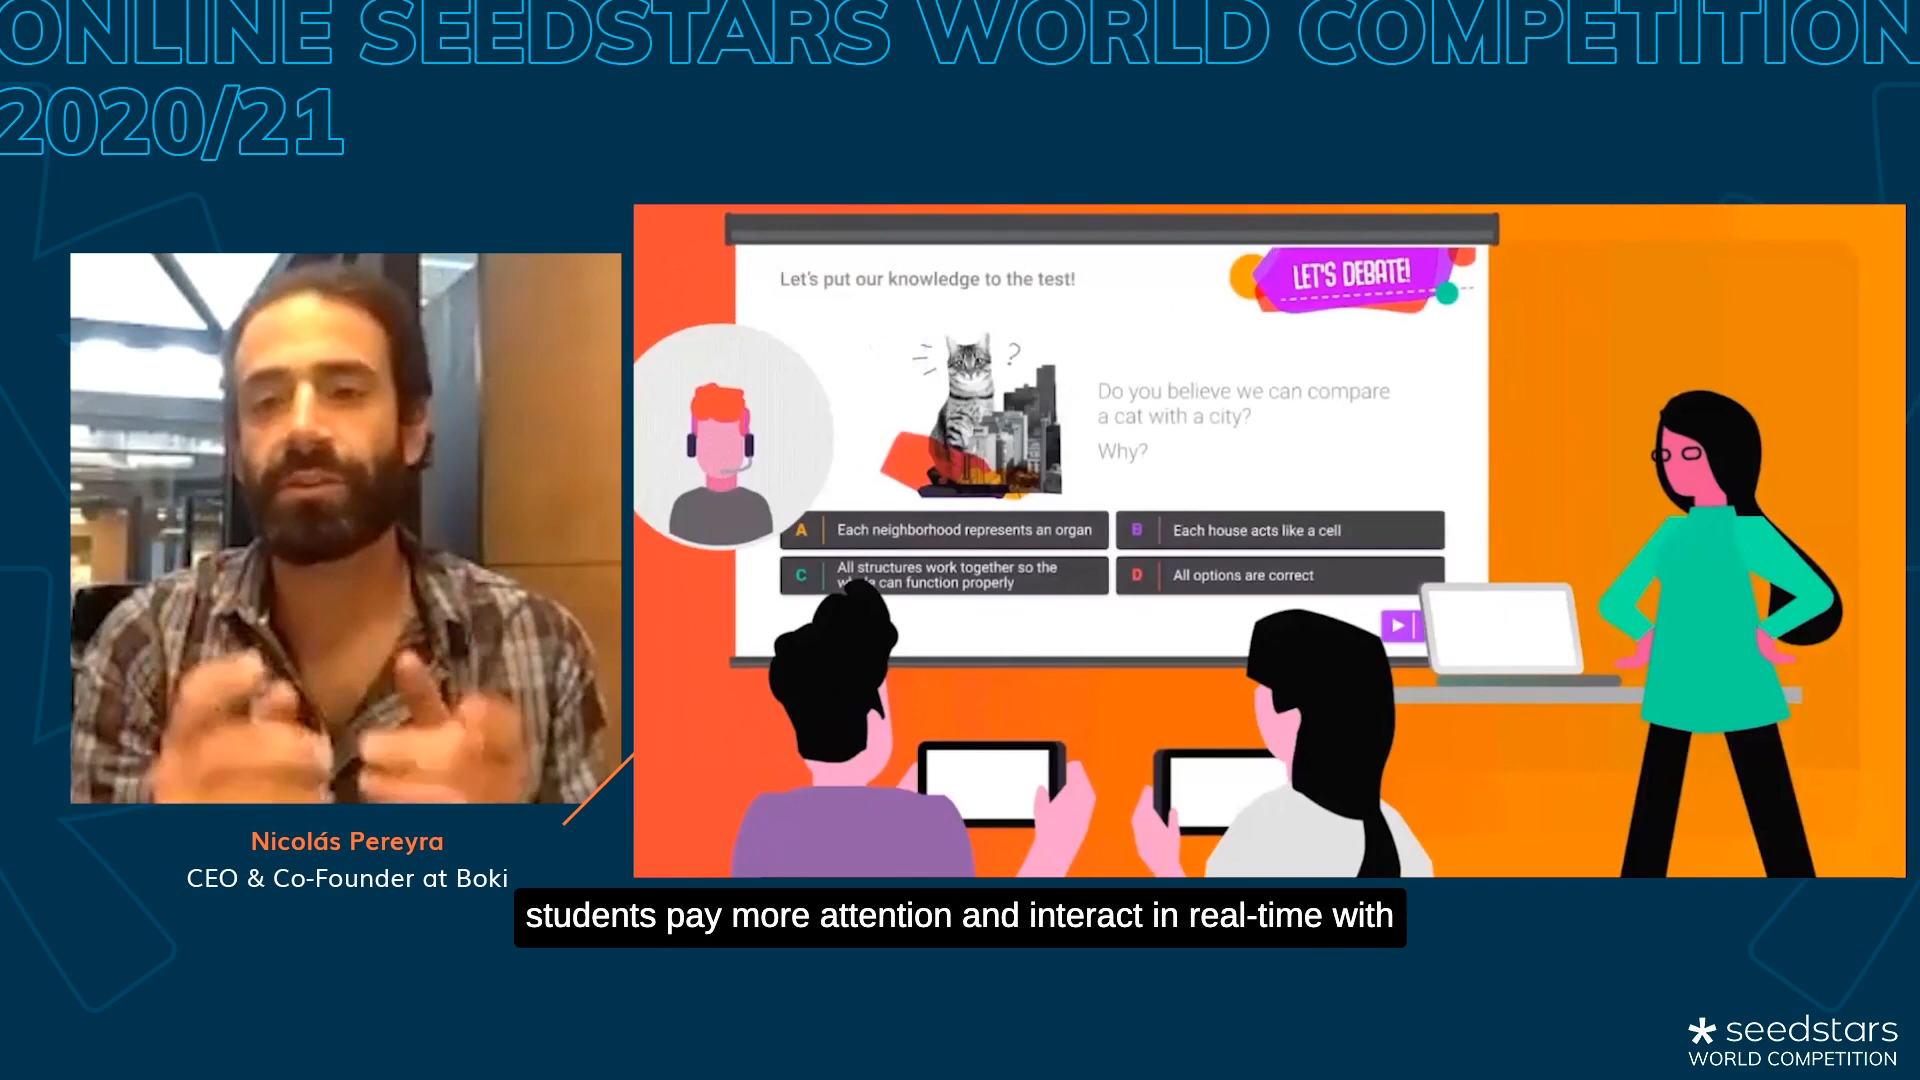 ONLINE SEEDSTARS WORLD COMPETITION
2020/21
Let's put our knowledge to the test!
LET'S DEBATE!
?
Do you believe we can compare
a cat with a city?
Why?
A Each neighborhood represents an organ
B Each house acts like a cell
C All structures work together so the
can function properly
D All options are correct
Nicolás Pereyra
CEO & Co-Founder at Boki
students pay more attention and interact in real-time with
seedstars
WORLD COMPETITION